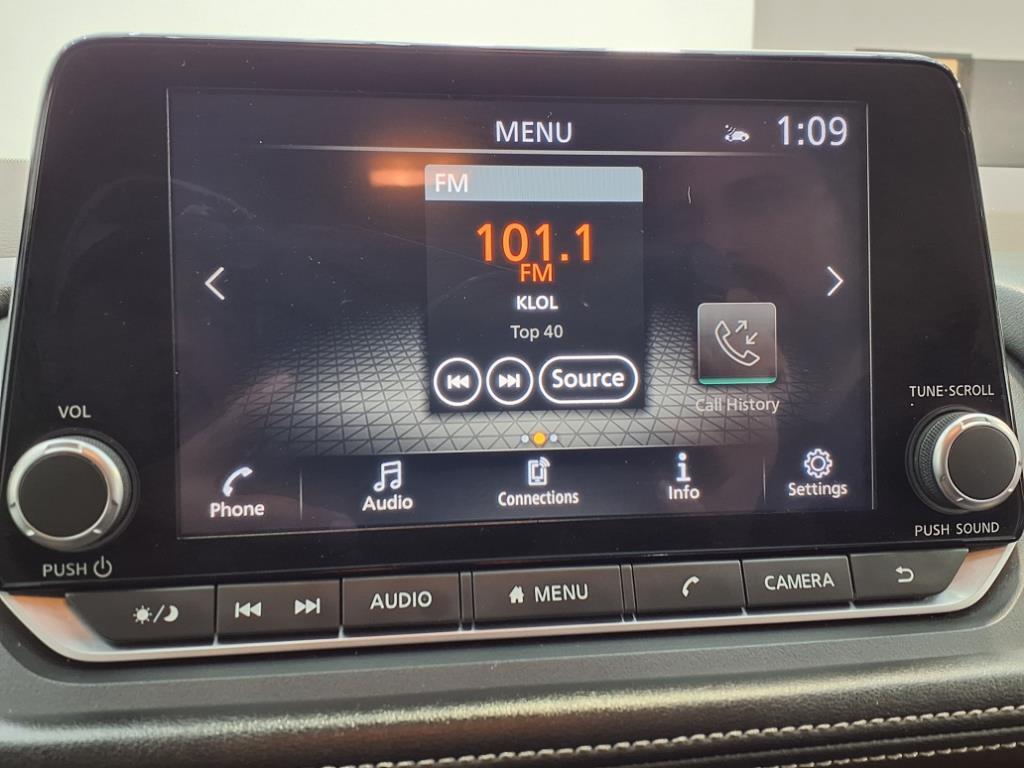 MENU
1:09
FM
101.1
FM
KLOL
Top 40
Source
Call History
Phone
Audio
Connections
Info
Settings
VOL
PUSH
TUNE·SCROLL
PUSH SOUND
AUDIO
MENU
CAMERA